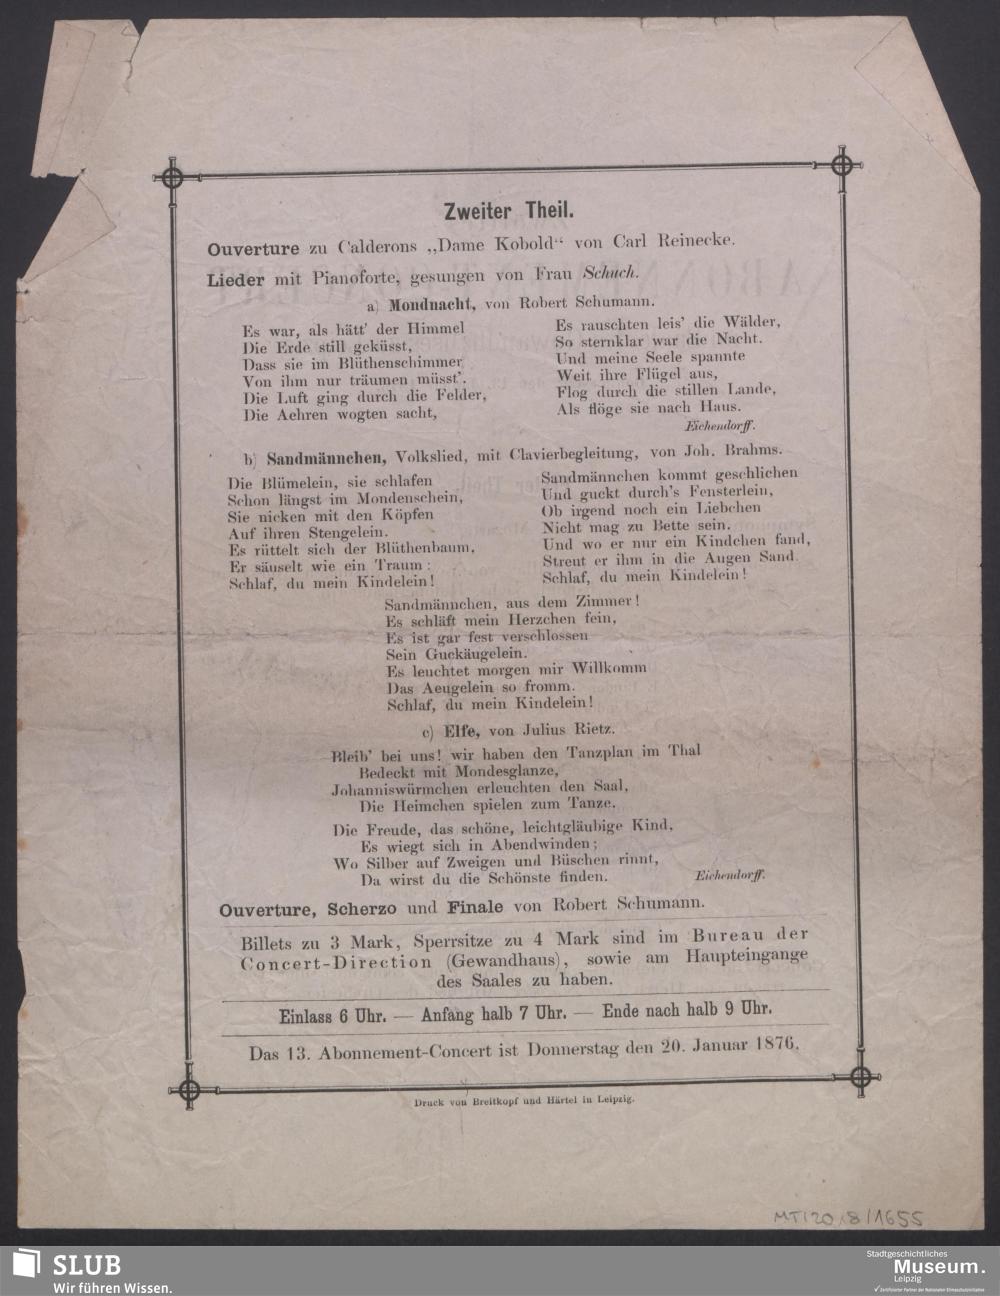 Zweiter Theil.
Ouverture zu Calderons „Dame Kobold“ von Carl Reinecke.
Lieder mit Pianoforte, gesungen von Frau Schuch.
a) Mondnacht, von Robert Schumann.
Es war, als hätt' der Himmel
Die Erde still geküsst,
Dass sie im Blüthenschimmer
Von ihm nur träumen müsst'.
Die Luft ging durch die Felder,
Die Aehren wogten sacht,
Es rauschten leis' die Wälder,
So sternklar war die Nacht.
Und meine Seele spannte
Weit ihre Flügel aus,
Flog durch die stillen Lande,
Als flöge sie nach Haus.
Eichendorff.
b) Sandmännchen, Volkslied, mit Clavierbegleitung, von Joh. Brahms.
Die Blümelein, sie schlafen
Schon längst im Mondenschein,
Sie nicken mit den Köpfen
Auf ihren Stengelein.
Es rüttelt sich der Blüthenbaum,
Er säuselt wie ein Traum:
Schlaf, du mein Kindelein!
Sandmännchen kommt geschlichen
Und guckt durch's Fensterlein,
Ob irgend noch ein Liebchen
Nicht mag zu Bette sein.
Und wo er nur ein Kindchen fand,
Streut er ihm in die Augen Sand.
Schlaf, du mein Kindelein!
Sandmännchen, aus dem Zimmer!
Es schläft mein Herzchen fein,
Es ist gar fest verschlossen
Sein Guckäugelein.
Es leuchtet morgen mir Willkomm
Das Aeugelein so fromm.
Schlaf, du mein Kindelein!
c) Elfe, von Julius Rietz.
Bleib' bei uns! wir haben den Tanzplan im Thal
Bedeckt mit Mondesglanze,
Johanniswürmchen erleuchten den Saal,
Die Heimchen spielen zum Tanze.
Die Freude, das schöne, leichtgläubige Kind,
Es wiegt sich in Abendwinden;
Wo Silber auf Zweigen und Büschen rinnt,
Da wirst du die Schönste finden.
Eichendorff.
Ouverture, Scherzo und Finale von Robert Schumann.
Billets zu 3 Mark, Sperrsitze zu 4 Mark sind im Bureau der
Concert-Direction (Gewandhaus), sowie am Haupteingange
des Saales zu haben.
Einlass 6 Uhr. — Anfang halb 7 Uhr. — Ende nach halb 9 Uhr.
Das 13. Abonnement-Concert ist Donnerstag den 20. Januar 1876.
Druck von Breitkopf und Härtel in Leipzig.
MT/20 8/1655
SLUB
Wir führen Wissen.
Stadtgeschichtliches
Museum.
Leipzig